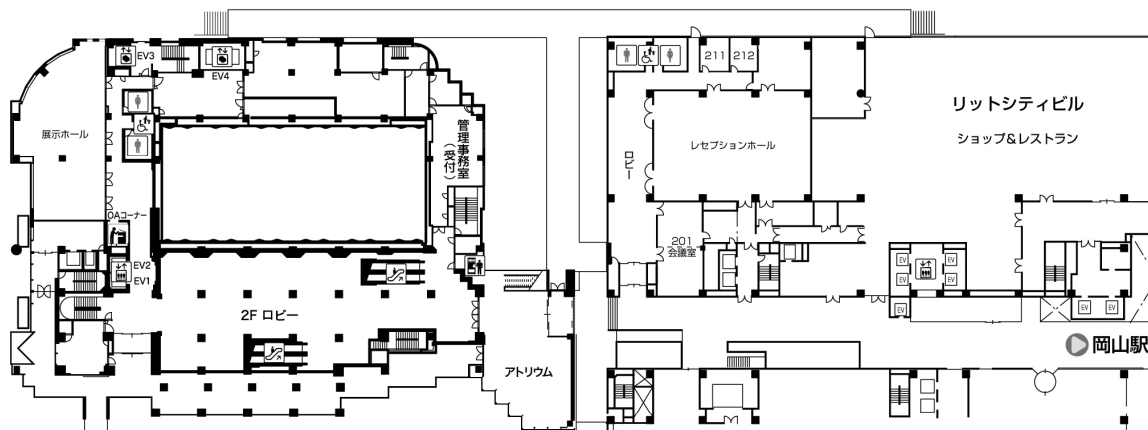 EV3
EV4
展示ホール
管理事務室
(受付)
OAコーナー
EV2
EV1
2F ロビー
アトリウム
211
212
ロビー
レセプションホール
201
会議室
リットシティビル
ショップ&レストラン
EV
EV
EV
EV
EV
EV
EV
岡山駅